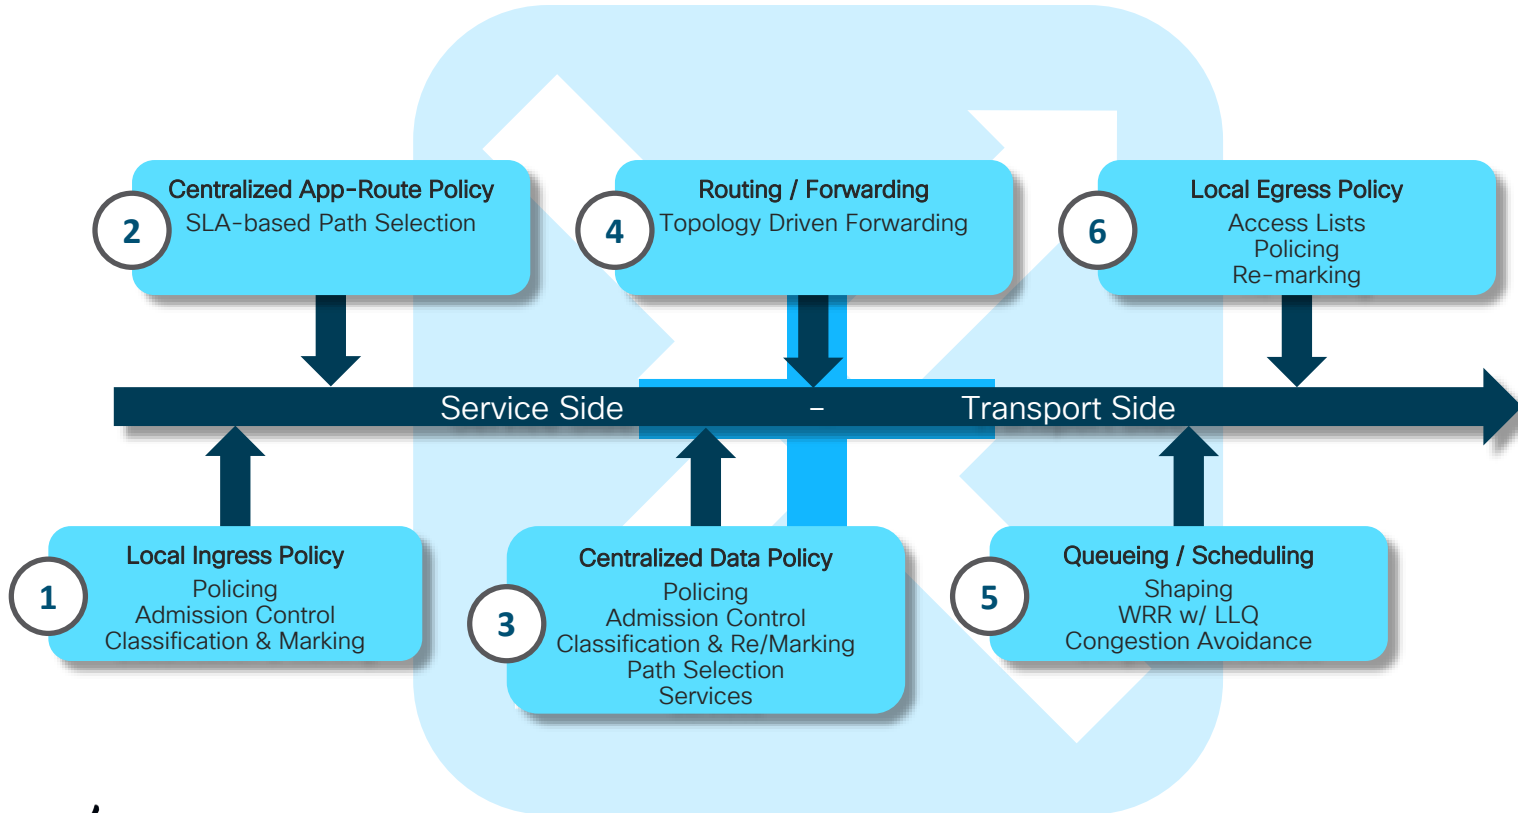 1
Local Ingress Policy
Policing
Admission Control
Classification & Marking
2
Centralized App-Route Policy
SLA-based Path Selection
3
Centralized Data Policy
Policing
Admission Control
Classification & Re/Marking
Path Selection
Services
4
Routing / Forwarding
Topology Driven Forwarding
5
Queueing / Scheduling
Shaping
WRR w/ LLQ
Congestion Avoidance
6
Local Egress Policy
Access Lists
Policing
Re-marking
Service Side – Transport Side